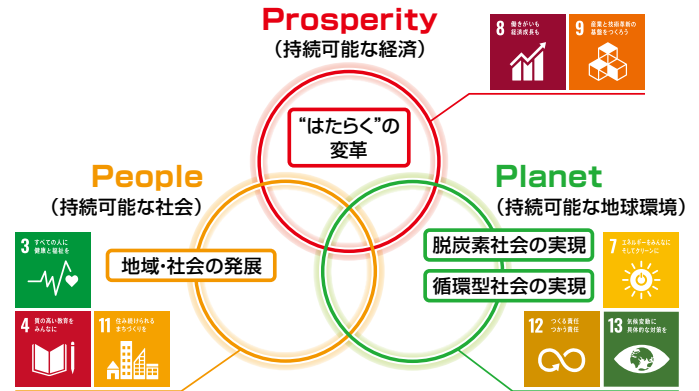 Prosperity
(持続可能な経済)
8 働きがいも
経済成長も
9 産業と技術革新の
基盤をつくろう
“はたらく”の
変革
People
(持続可能な社会)
Planet
(持続可能な地球環境)
3 すべての人に
健康と福祉を
地域・社会の発展
脱炭素社会の実現
循環型社会の実現
7 エネルギーをみんなに
そしてクリーンに
4 質の高い教育を
みんなに
11 住み続けられる
まちづくりを
12 つくる責任
つかう責任
13 気候変動に
具体的な対策を